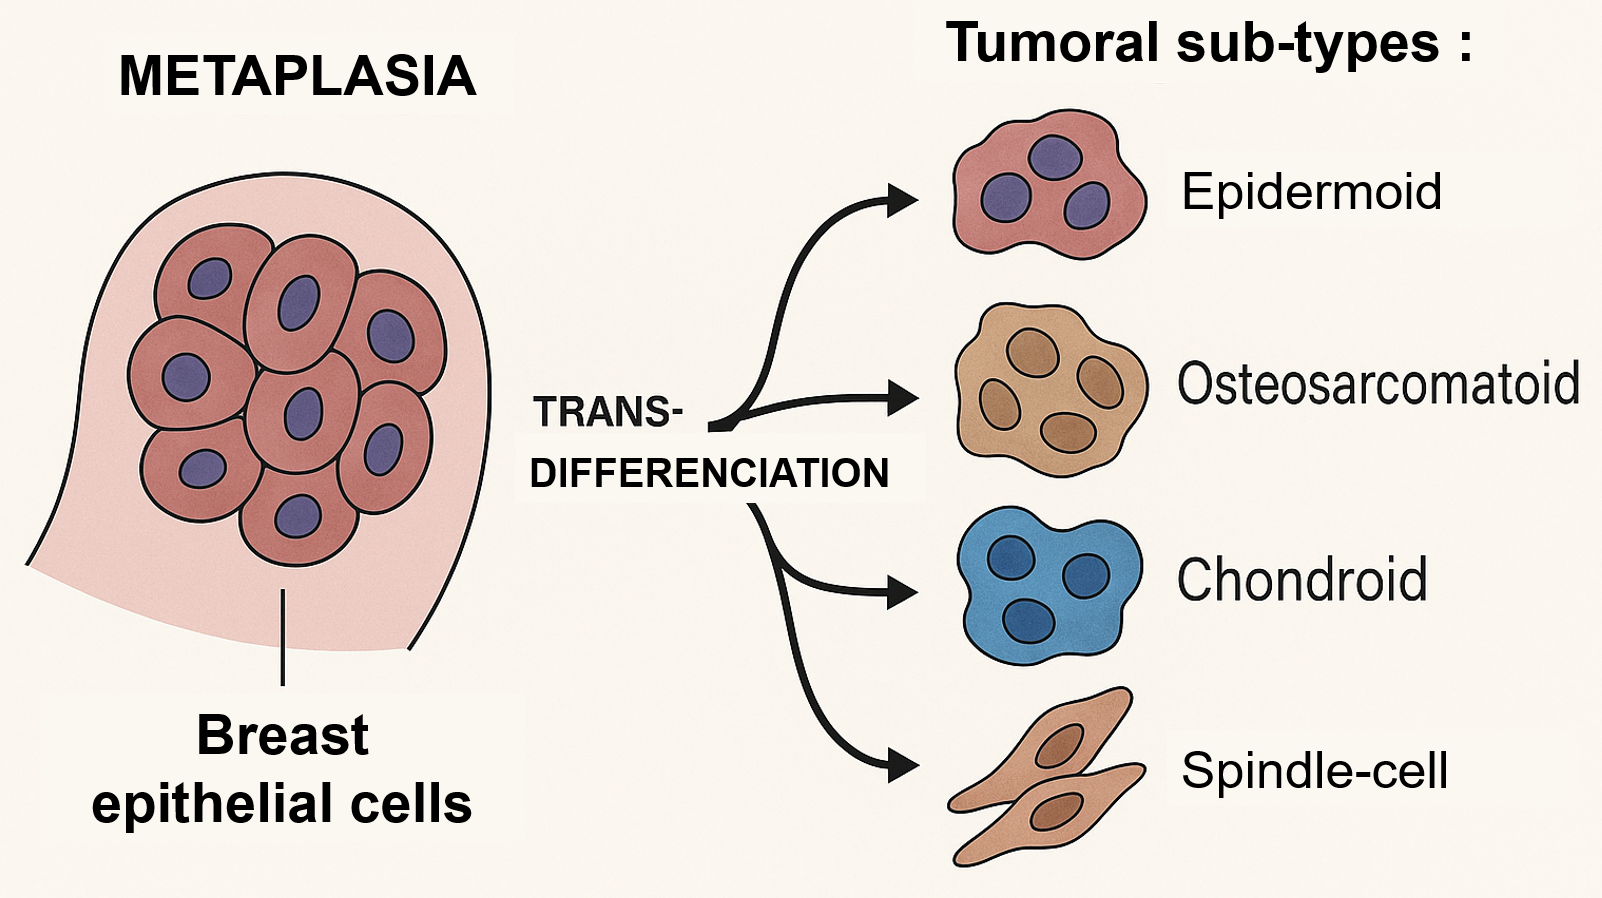 METAPLASIA
Breast
epithelial cells
TRANS-
DIFFERENCIATION
Tumoral sub-types :
Epidermoid
Osteosarcomatoid
Chondroid
Spindle-cell